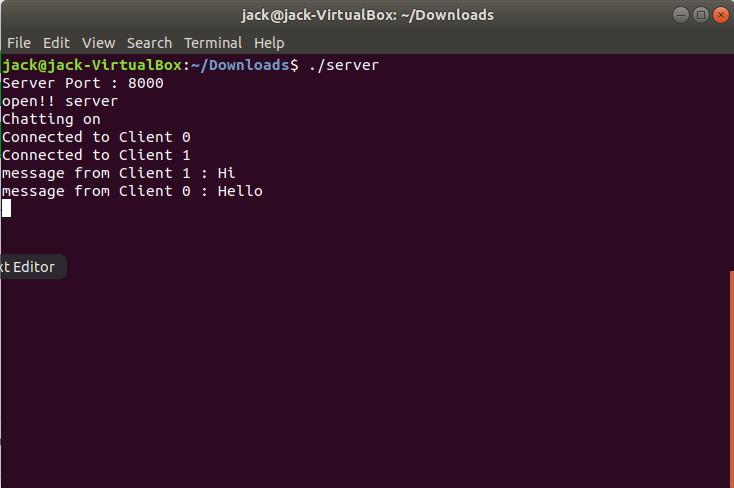 jack@jack-VirtualBox: ~/Downloads
File Edit View Search Terminal Help
jack@jack-VirtualBox:~/Downloads$ ./server
Server Port : 8000
open!! server
Chatting on
Connected to Client 0
Connected to Client 1
message from Client 1 : Hi
message from Client 0 : Hello
xt Editor